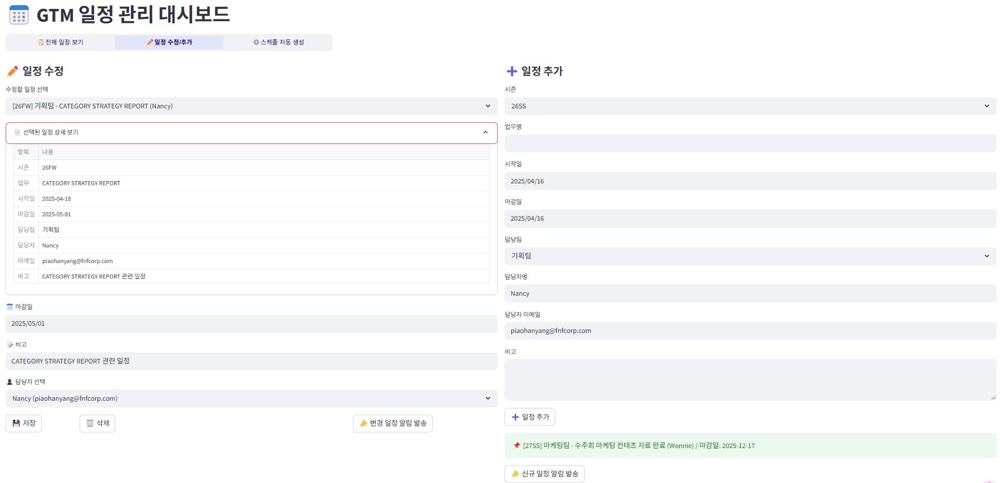 GTM 일정 관리 대시보드
전체 일정 보기
일정 수정/추가
스케줄 자동 생성
일정 수정
수정할 일정 선택
[26FW] 기획팀 - CATEGORY STRATEGY REPORT (Nancy)
선택된 일정 상세 보기
항목 내용
시즌 26FW
업무 CATEGORY STRATEGY REPORT
시작일 2025-04-18
마감일 2025-05-01
담당팀 기획팀
담당자 Nancy
이메일 piaohanyang@fnfcorp.com
비고 CATEGORY STRATEGY REPORT 관련 일정
마감일
2025/05/01
비고
CATEGORY STRATEGY REPORT 관련 일정
담당자 선택
Nancy (piaohanyang@fnfcorp.com)
저장
삭제
변경 일정 알림 발송
일정 추가
시즌
26SS
업무명
시작일
2025/04/16
마감일
2025/04/16
담당팀
기획팀
담당자명
Nancy
담당자 이메일
piaohanyang@fnfcorp.com
비고
일정 추가
[27SS] 마케팅팀 - 수주회 마케팅 컨테츠 자료 완료 (Wonnie) / 마감일: 2025-12-17
신규 일정 알림 발송